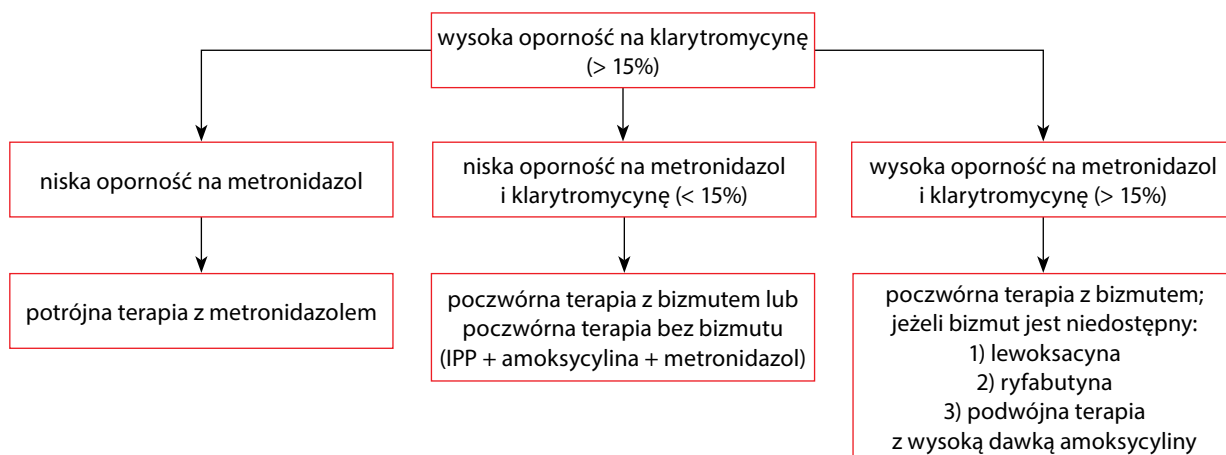 wysoka oporność na klarytromycynę
(> 15%)
niska oporność na metronidazol
niska oporność na metronidazol
i klarytromycynę (< 15%)
wysoka oporność na metronidazol
i klarytromycynę (> 15%)
potrójna terapia z metronidazolem
poczwórna terapia z bizmutem lub
poczwórna terapia bez bizmutu
(IPP + amoksycylina + metronidazol)
poczwórna terapia z bizmutem;
jeżeli bizmut jest niedostępny:
1) lewoksacyna
2) ryfabutyna
3) podwójna terapia
z wysoką dawką amoksycyliny